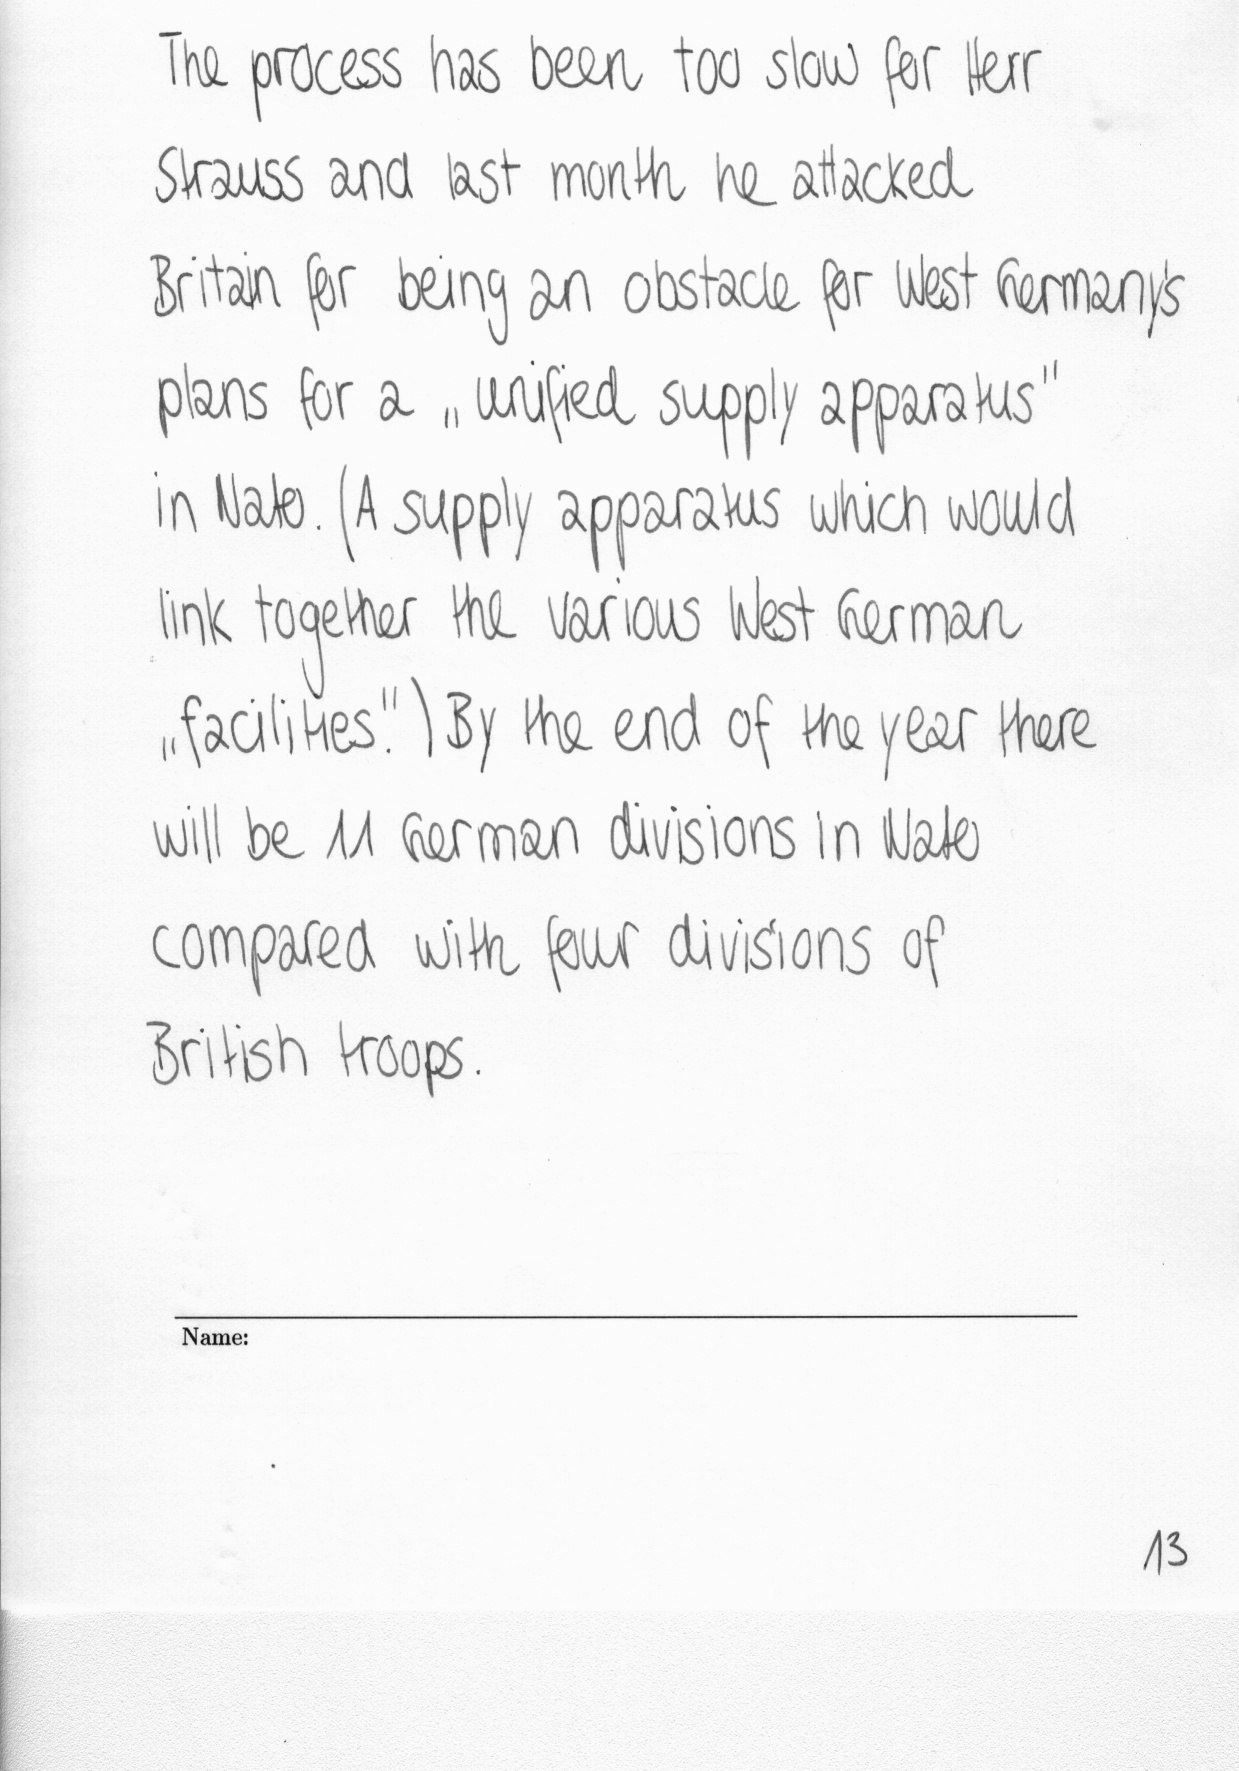 The process has been too slow for Herr
Strauss and last month he attacked
Britain for being an obstacle for West Germany's
plans for a „unified supply apparatus"
in Nato. (A supply apparatus which would
link together the various West German
„facilities.") By the end of the year there
will be 11 German divisions in Nato
compared with four divisions of
British troops.
Name:
13